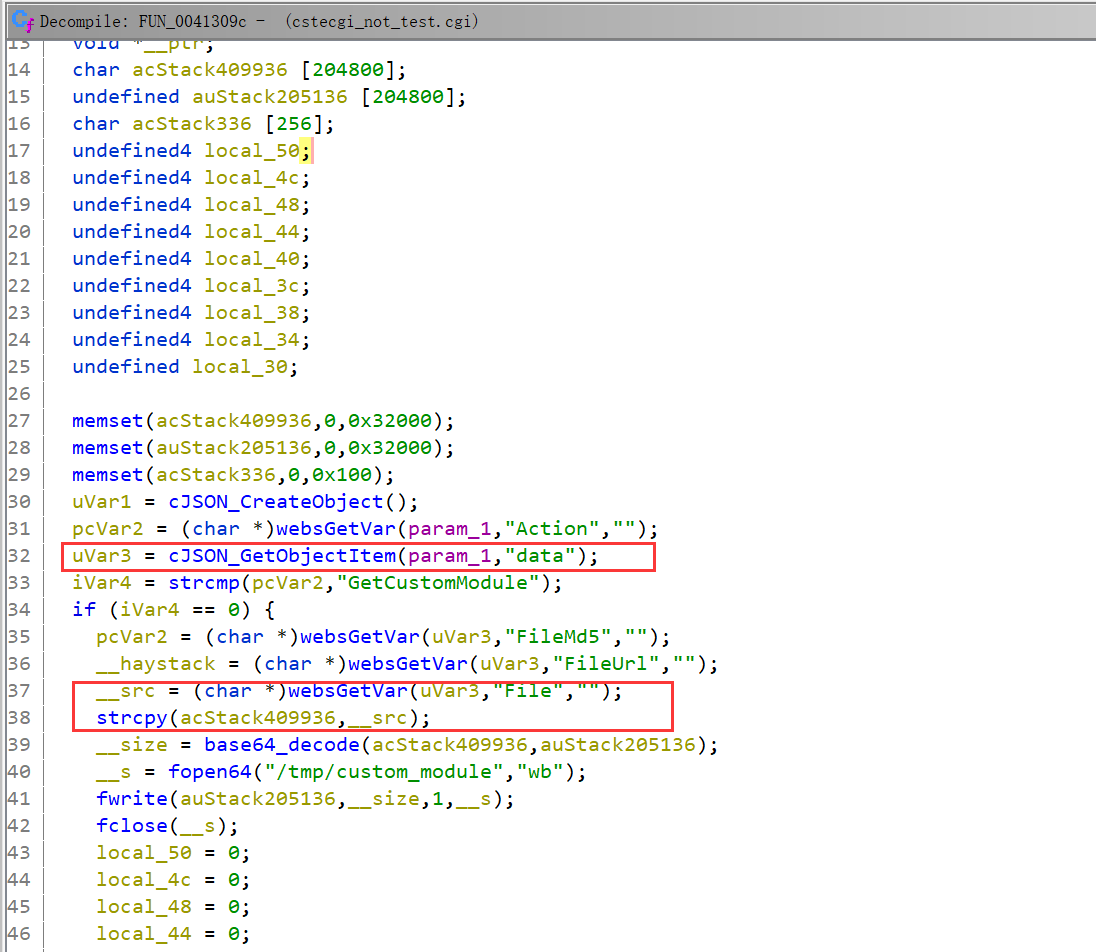 Decompile: FUN_0041309c - (cstecgi_not_test.cgi)
13 void *__ptr;
14 char acStack409936 [204800];
15 undefined auStack205136 [204800];
16 char acStack336 [256];
17 undefined4 local_50;
18 undefined4 local_4c;
19 undefined4 local_48;
20 undefined4 local_44;
21 undefined4 local_40;
22 undefined4 local_3c;
23 undefined4 local_38;
24 undefined4 local_34;
25 undefined local_30;
26
27 memset(acStack409936,0,0x32000);
28 memset(auStack205136,0,0x32000);
29 memset(acStack336,0,0x100);
30 uVar1 = cJSON_CreateObject();
31 pcVar2 = (char *)websGetVar(param_1,"Action","");
32 uVar3 = cJSON_GetObjectItem(param_1,"data");
33 iVar4 = strcmp(pcVar2,"GetCustomModule");
34 if (iVar4 == 0) {
35 pcVar2 = (char *)websGetVar(uVar3,"FileMd5","");
36 __haystack = (char *)websGetVar(uVar3,"FileUrl","");
37 __src = (char *)websGetVar(uVar3,"File","");
38 strcpy(acStack409936,__src);
39 __size = base64_decode(acStack409936,auStack205136);
40 __s = fopen64("/tmp/custom_module","wb");
41 fwrite(auStack205136,__size,1,__s);
42 fclose(__s);
43 local_50 = 0;
44 local_4c = 0;
45 local_48 = 0;
46 local_44 = 0;